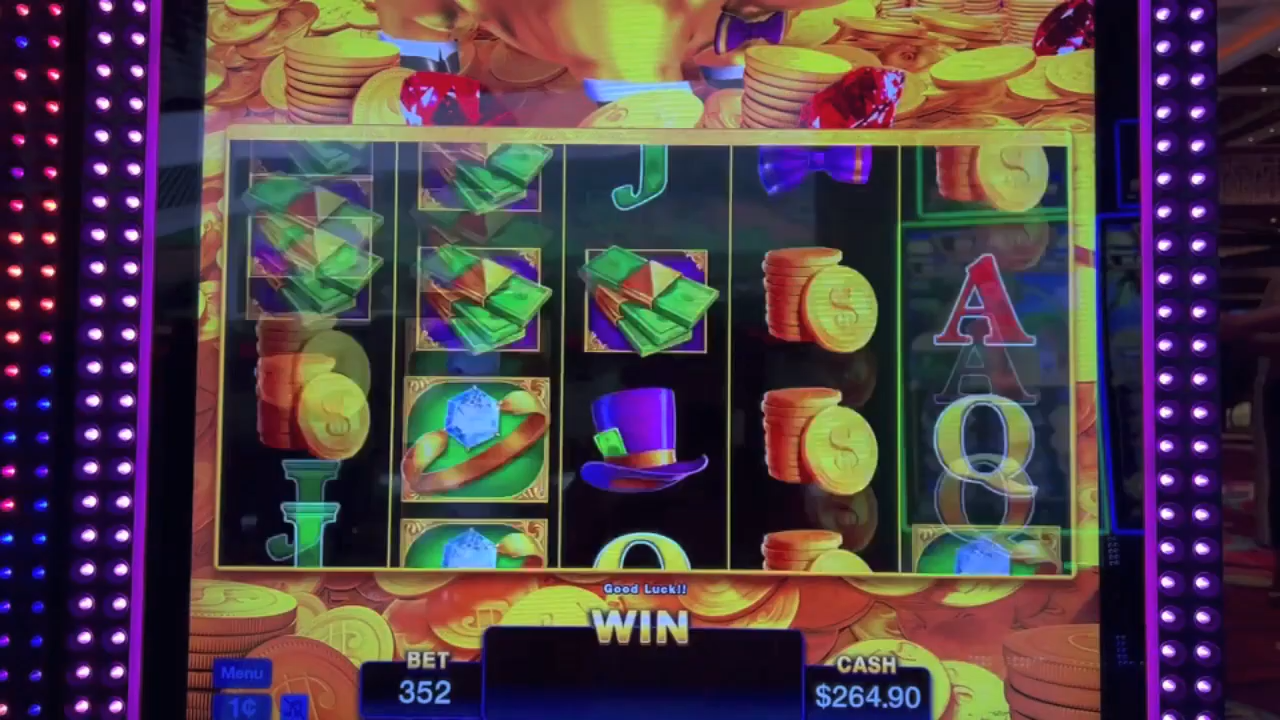 J
A
Q
J
Q
Good Luck!!
WIN
BET
352
CASH
$264.90
Menu
1¢